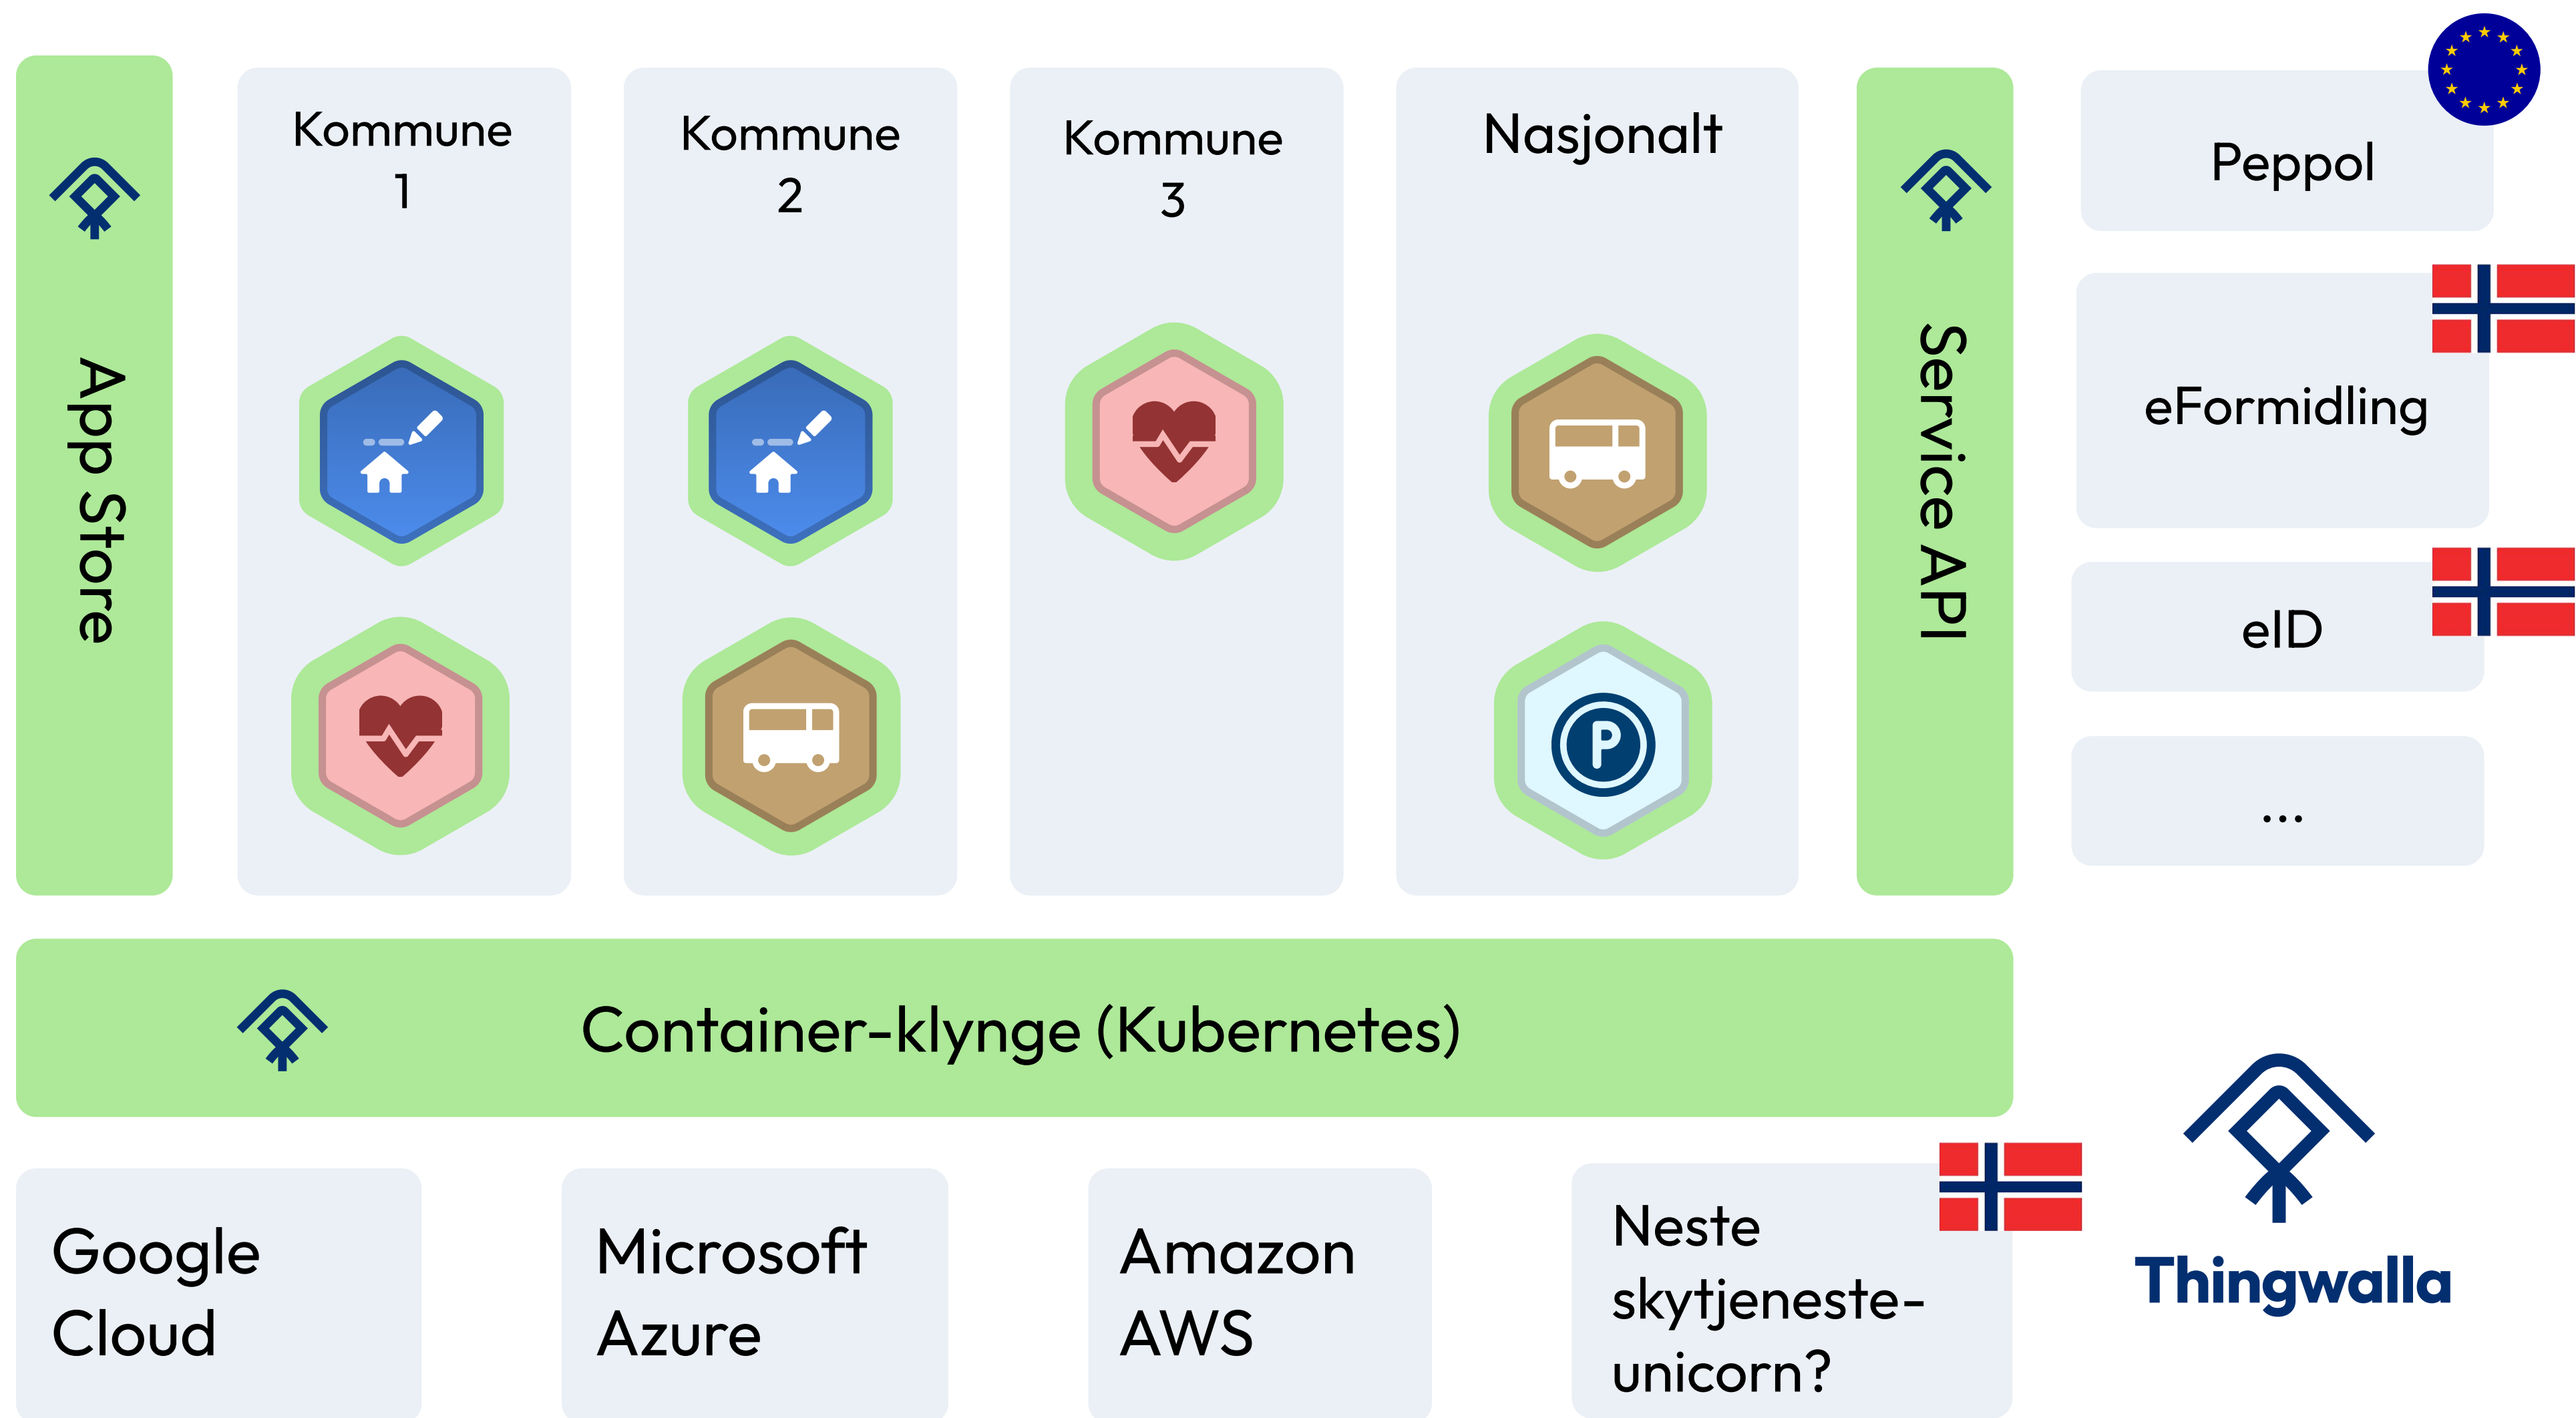 App Store
Kommune
1
Kommune
2
Kommune
3
Nasjonalt
P
Service API
Peppol
eFormidling
eID
...
Container-klynge (Kubernetes)
Google
Cloud
Microsoft
Azure
Amazon
AWS
Neste
skytjeneste-
unicorn?
Thingwalla